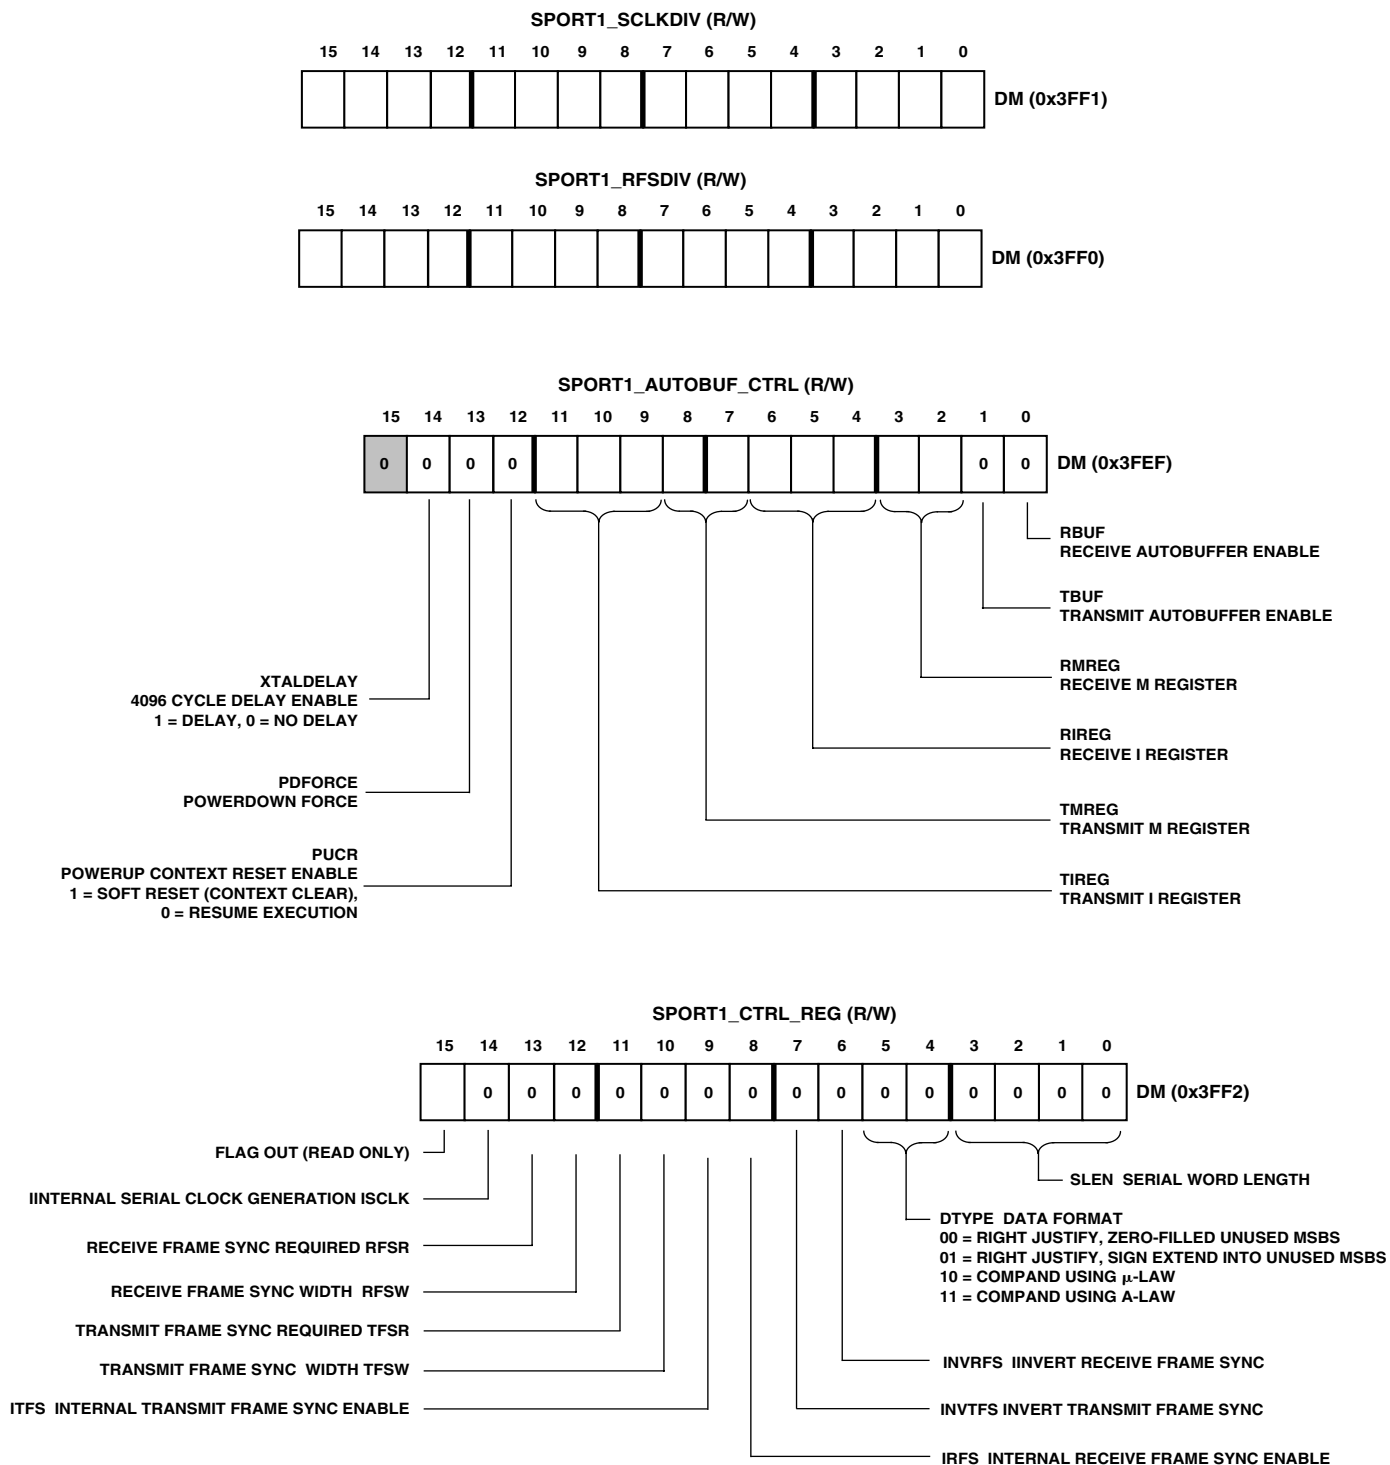 SPORT1_SCLKDIV (R/W)
15 14 13 12 11 10 9 8 7 6 5 4 3 2 1 0
DM (0x3FF1)
SPORT1_RFSDIV (R/W)
15 14 13 12 11 10 9 8 7 6 5 4 3 2 1 0
DM (0x3FF0)
SPORT1_AUTOBUF_CTRL (R/W)
15 14 13 12 11 10 9 8 7 6 5 4 3 2 1 0
0 0 0 0 0 0 DM (0x3FEF)
RBUF
RECEIVE AUTOBUFFER ENABLE
TBUF
TRANSMIT AUTOBUFFER ENABLE
RMREG
RECEIVE M REGISTER
RIREG
RECEIVE I REGISTER
TMREG
TRANSMIT M REGISTER
TIREG
TRANSMIT I REGISTER
XTALDELAY
4096 CYCLE DELAY ENABLE
1 = DELAY, 0 = NO DELAY
PDFORCE
POWERDOWN FORCE
PUCR
POWERUP CONTEXT RESET ENABLE
1 = SOFT RESET (CONTEXT CLEAR),
0 = RESUME EXECUTION
SPORT1_CTRL_REG (R/W)
15 14 13 12 11 10 9 8 7 6 5 4 3 2 1 0
0 0 0 0 0 0 0 0 0 0 0 0 0 0 0 DM (0x3FF2)
FLAG OUT (READ ONLY)
IINTERNAL SERIAL CLOCK GENERATION ISCLK
RECEIVE FRAME SYNC REQUIRED RFSR
RECEIVE FRAME SYNC WIDTH RFSW
TRANSMIT FRAME SYNC REQUIRED TFSR
TRANSMIT FRAME SYNC WIDTH TFSW
ITFS INTERNAL TRANSMIT FRAME SYNC ENABLE
SLEN SERIAL WORD LENGTH
DTYPE DATA FORMAT
00 = RIGHT JUSTIFY, ZERO-FILLED UNUSED MSBS
01 = RIGHT JUSTIFY, SIGN EXTEND INTO UNUSED MSBS
10 = COMPAND USING μ-LAW
11 = COMPAND USING A-LAW
INVRFS IINVERT RECEIVE FRAME SYNC
INVTFS INVERT TRANSMIT FRAME SYNC
IRFS INTERNAL RECEIVE FRAME SYNC ENABLE